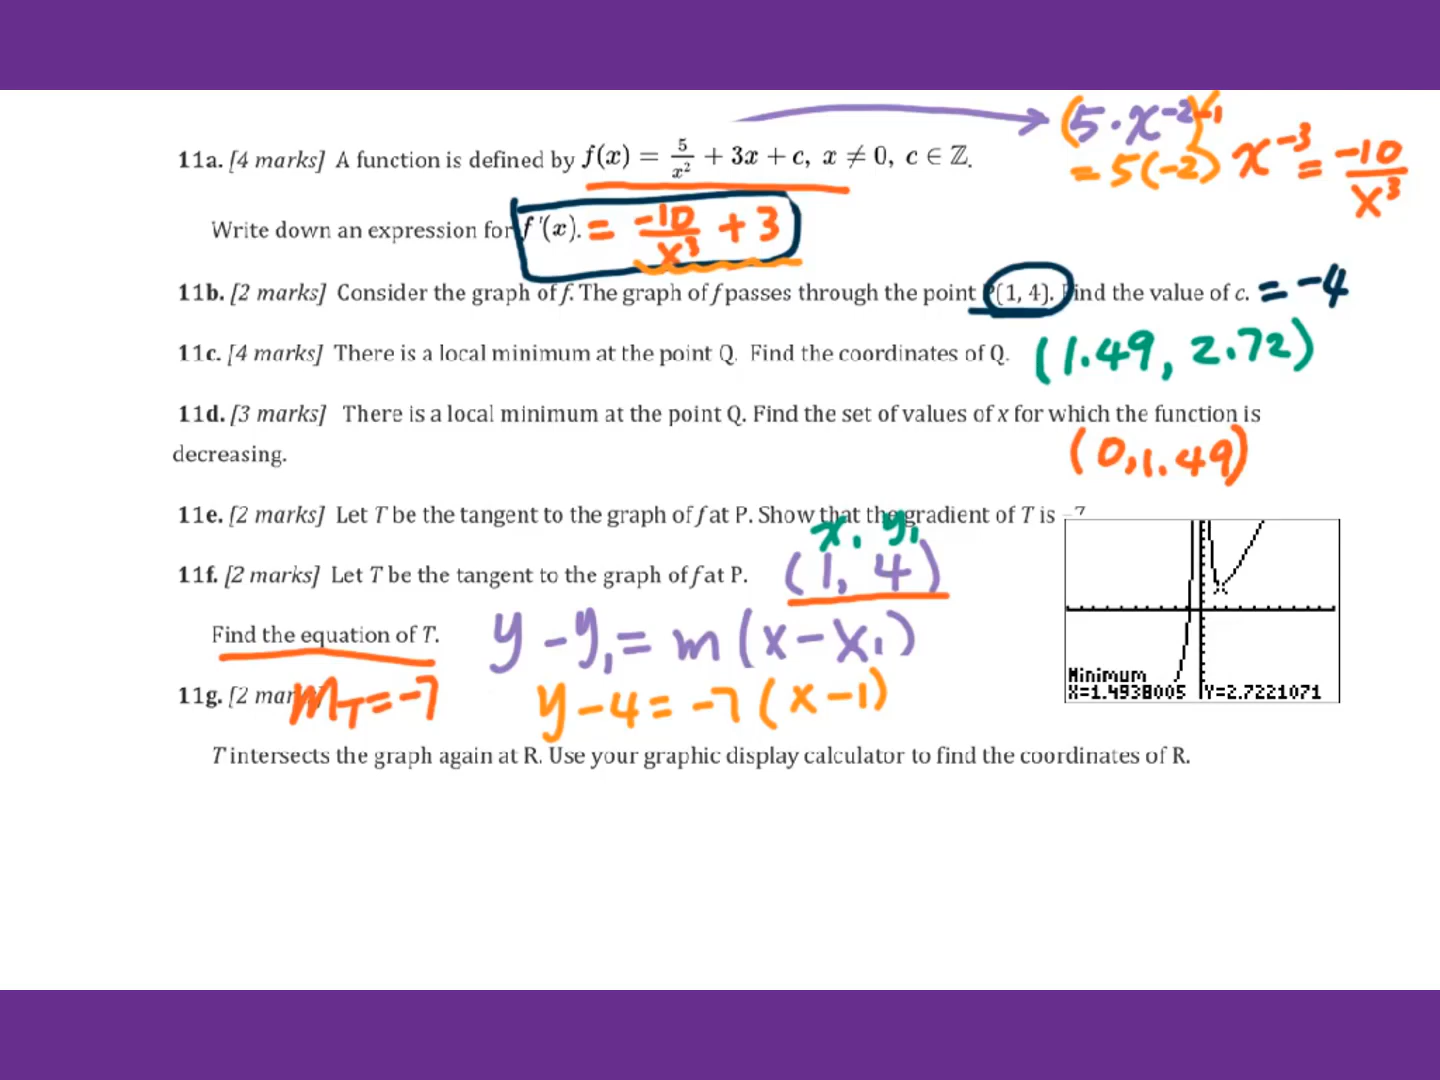 (5·x⁻²)⁻¹
11a. [4 marks] A function is defined by f(x) = 5/x² + 3x + c, x ≠ 0, c ∈ ℤ.
= 5(-2) x⁻³ = -10/x³
Write down an expression for f′(x). = -10/x³ + 3
11b. [2 marks] Consider the graph of f. The graph of f passes through the point P(1, 4). Find the value of c. = -4
11c. [4 marks] There is a local minimum at the point Q. Find the coordinates of Q. (1.49, 2.72)
11d. [3 marks] There is a local minimum at the point Q. Find the set of values of x for which the function is
decreasing. (0, 1.49)
11e. [2 marks] Let T be the tangent to the graph of f at P. Show that the gradient of T is −7
x₁ y₁
11f. [2 marks] Let T be the tangent to the graph of f at P. (1, 4)
Find the equation of T. y - y₁ = m(x - x₁)
Minimum
X=1.4938005 Y=2.7221071
11g. [2 mar m_T = -7 y - 4 = -7(x - 1)
T intersects the graph again at R. Use your graphic display calculator to find the coordinates of R.